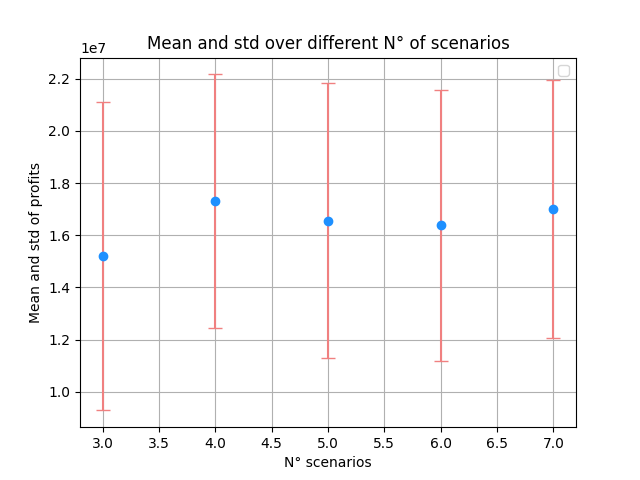 Mean and std over different N° of scenarios
1e7
2.2
2.0
1.8
1.6
1.4
1.2
1.0
Mean and std of profits
3.0 3.5 4.0 4.5 5.0 5.5 6.0 6.5 7.0
N° scenarios